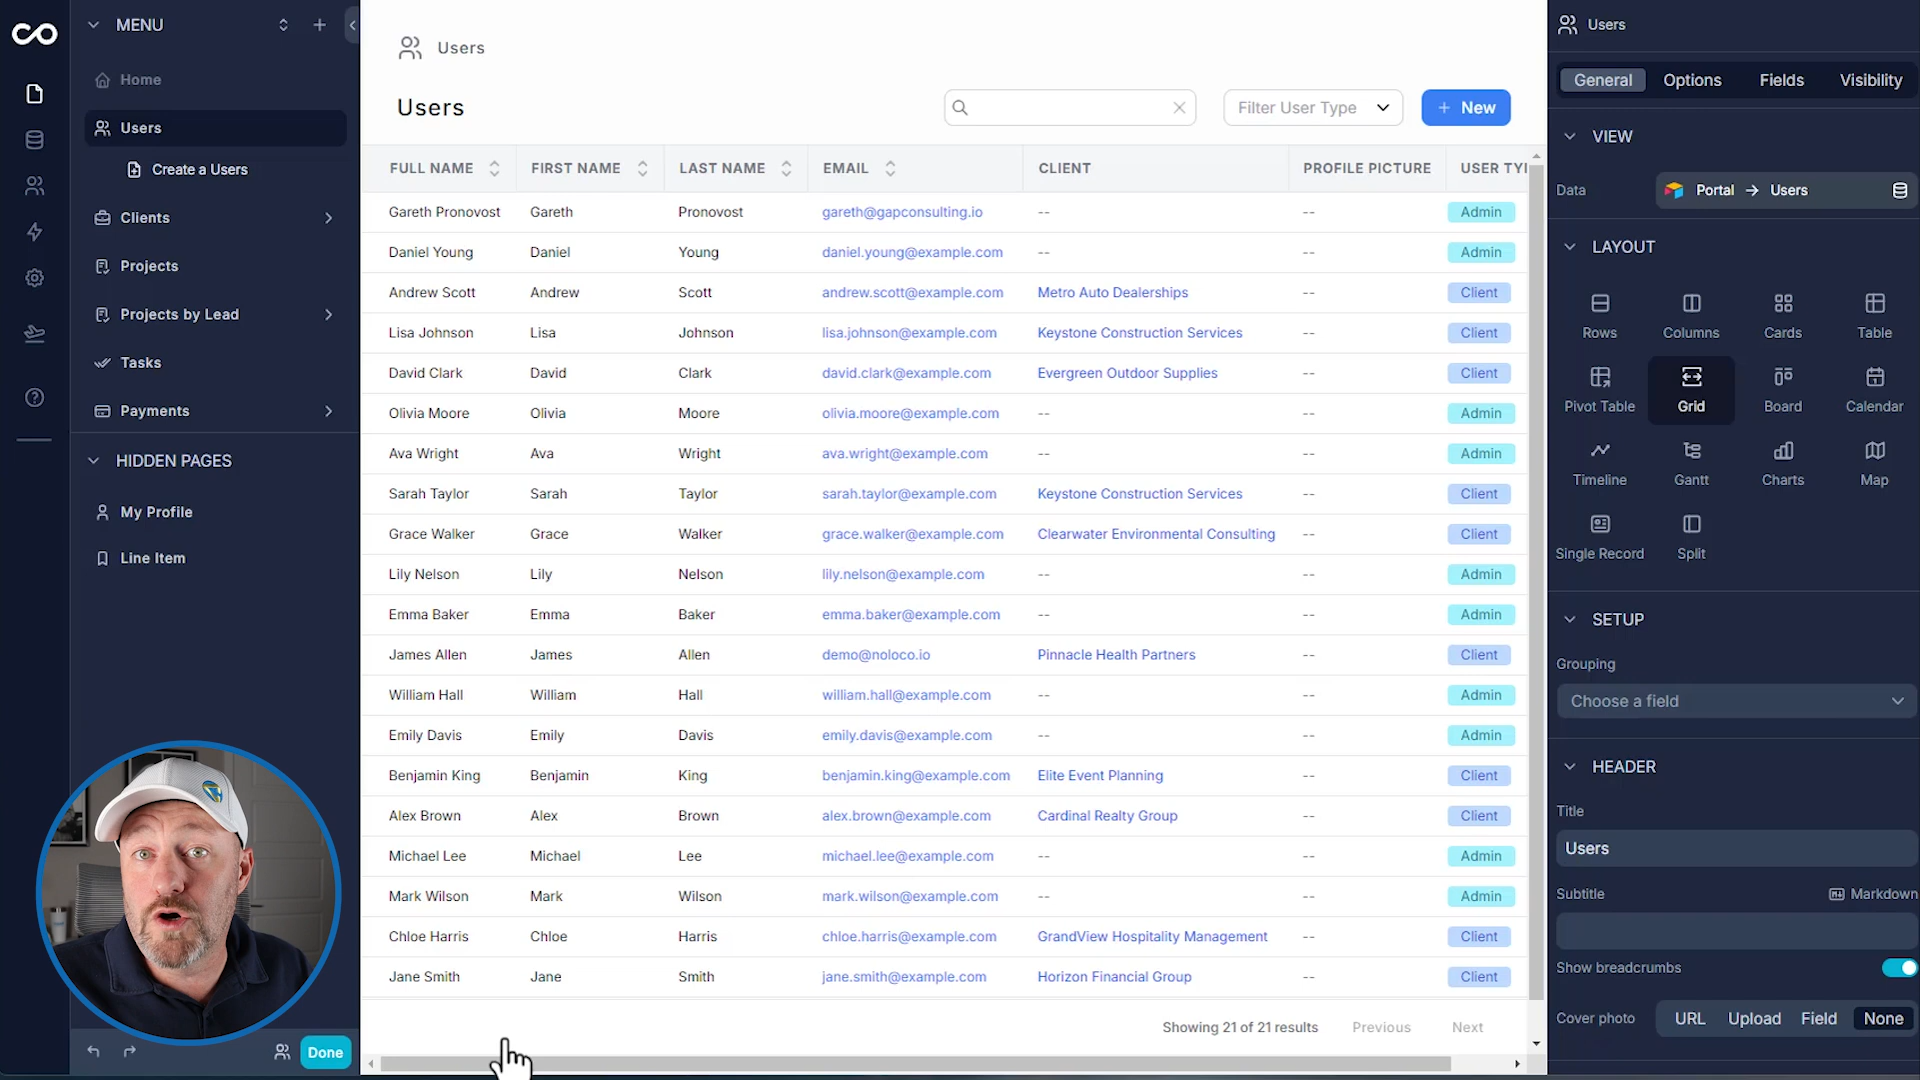 MENU
Home
Users
Create a Users
Clients
Projects
Projects by Lead
Tasks
Payments
HIDDEN PAGES
My Profile
Line Item
Done
Users
Users
Filter User Type
+ New
FULL NAME FIRST NAME LAST NAME EMAIL CLIENT PROFILE PICTURE USER TYI
Gareth Pronovost Gareth Pronovost gareth@gapconsulting.io -- -- Admin
Daniel Young Daniel Young daniel.young@example.com -- -- Admin
Andrew Scott Andrew Scott andrew.scott@example.com Metro Auto Dealerships -- Client
Lisa Johnson Lisa Johnson lisa.johnson@example.com Keystone Construction Services -- Client
David Clark David Clark david.clark@example.com Evergreen Outdoor Supplies -- Client
Olivia Moore Olivia Moore olivia.moore@example.com -- -- Admin
Ava Wright Ava Wright ava.wright@example.com -- -- Admin
Sarah Taylor Sarah Taylor sarah.taylor@example.com Keystone Construction Services -- Client
Grace Walker Grace Walker grace.walker@example.com Clearwater Environmental Consulting -- Client
Lily Nelson Lily Nelson lily.nelson@example.com -- -- Admin
Emma Baker Emma Baker emma.baker@example.com -- -- Admin
James Allen James Allen demo@noloco.io Pinnacle Health Partners -- Client
William Hall William Hall william.hall@example.com -- -- Admin
Emily Davis Emily Davis emily.davis@example.com -- -- Admin
Benjamin King Benjamin King benjamin.king@example.com Elite Event Planning -- Client
Alex Brown Alex Brown alex.brown@example.com Cardinal Realty Group -- Client
Michael Lee Michael Lee michael.lee@example.com -- -- Admin
Mark Wilson Mark Wilson mark.wilson@example.com -- -- Admin
Chloe Harris Chloe Harris chloe.harris@example.com GrandView Hospitality Management -- Client
Jane Smith Jane Smith jane.smith@example.com Horizon Financial Group -- Client
Showing 21 of 21 results Previous Next
Users
General Options Fields Visibility
VIEW
Data Portal → Users
LAYOUT
Rows Columns Cards Table
Pivot Table Grid Board Calendar
Timeline Gantt Charts Map
Single Record Split
SETUP
Grouping
Choose a field
HEADER
Title
Users
Subtitle Markdown
Show breadcrumbs
Cover photo URL Upload Field None